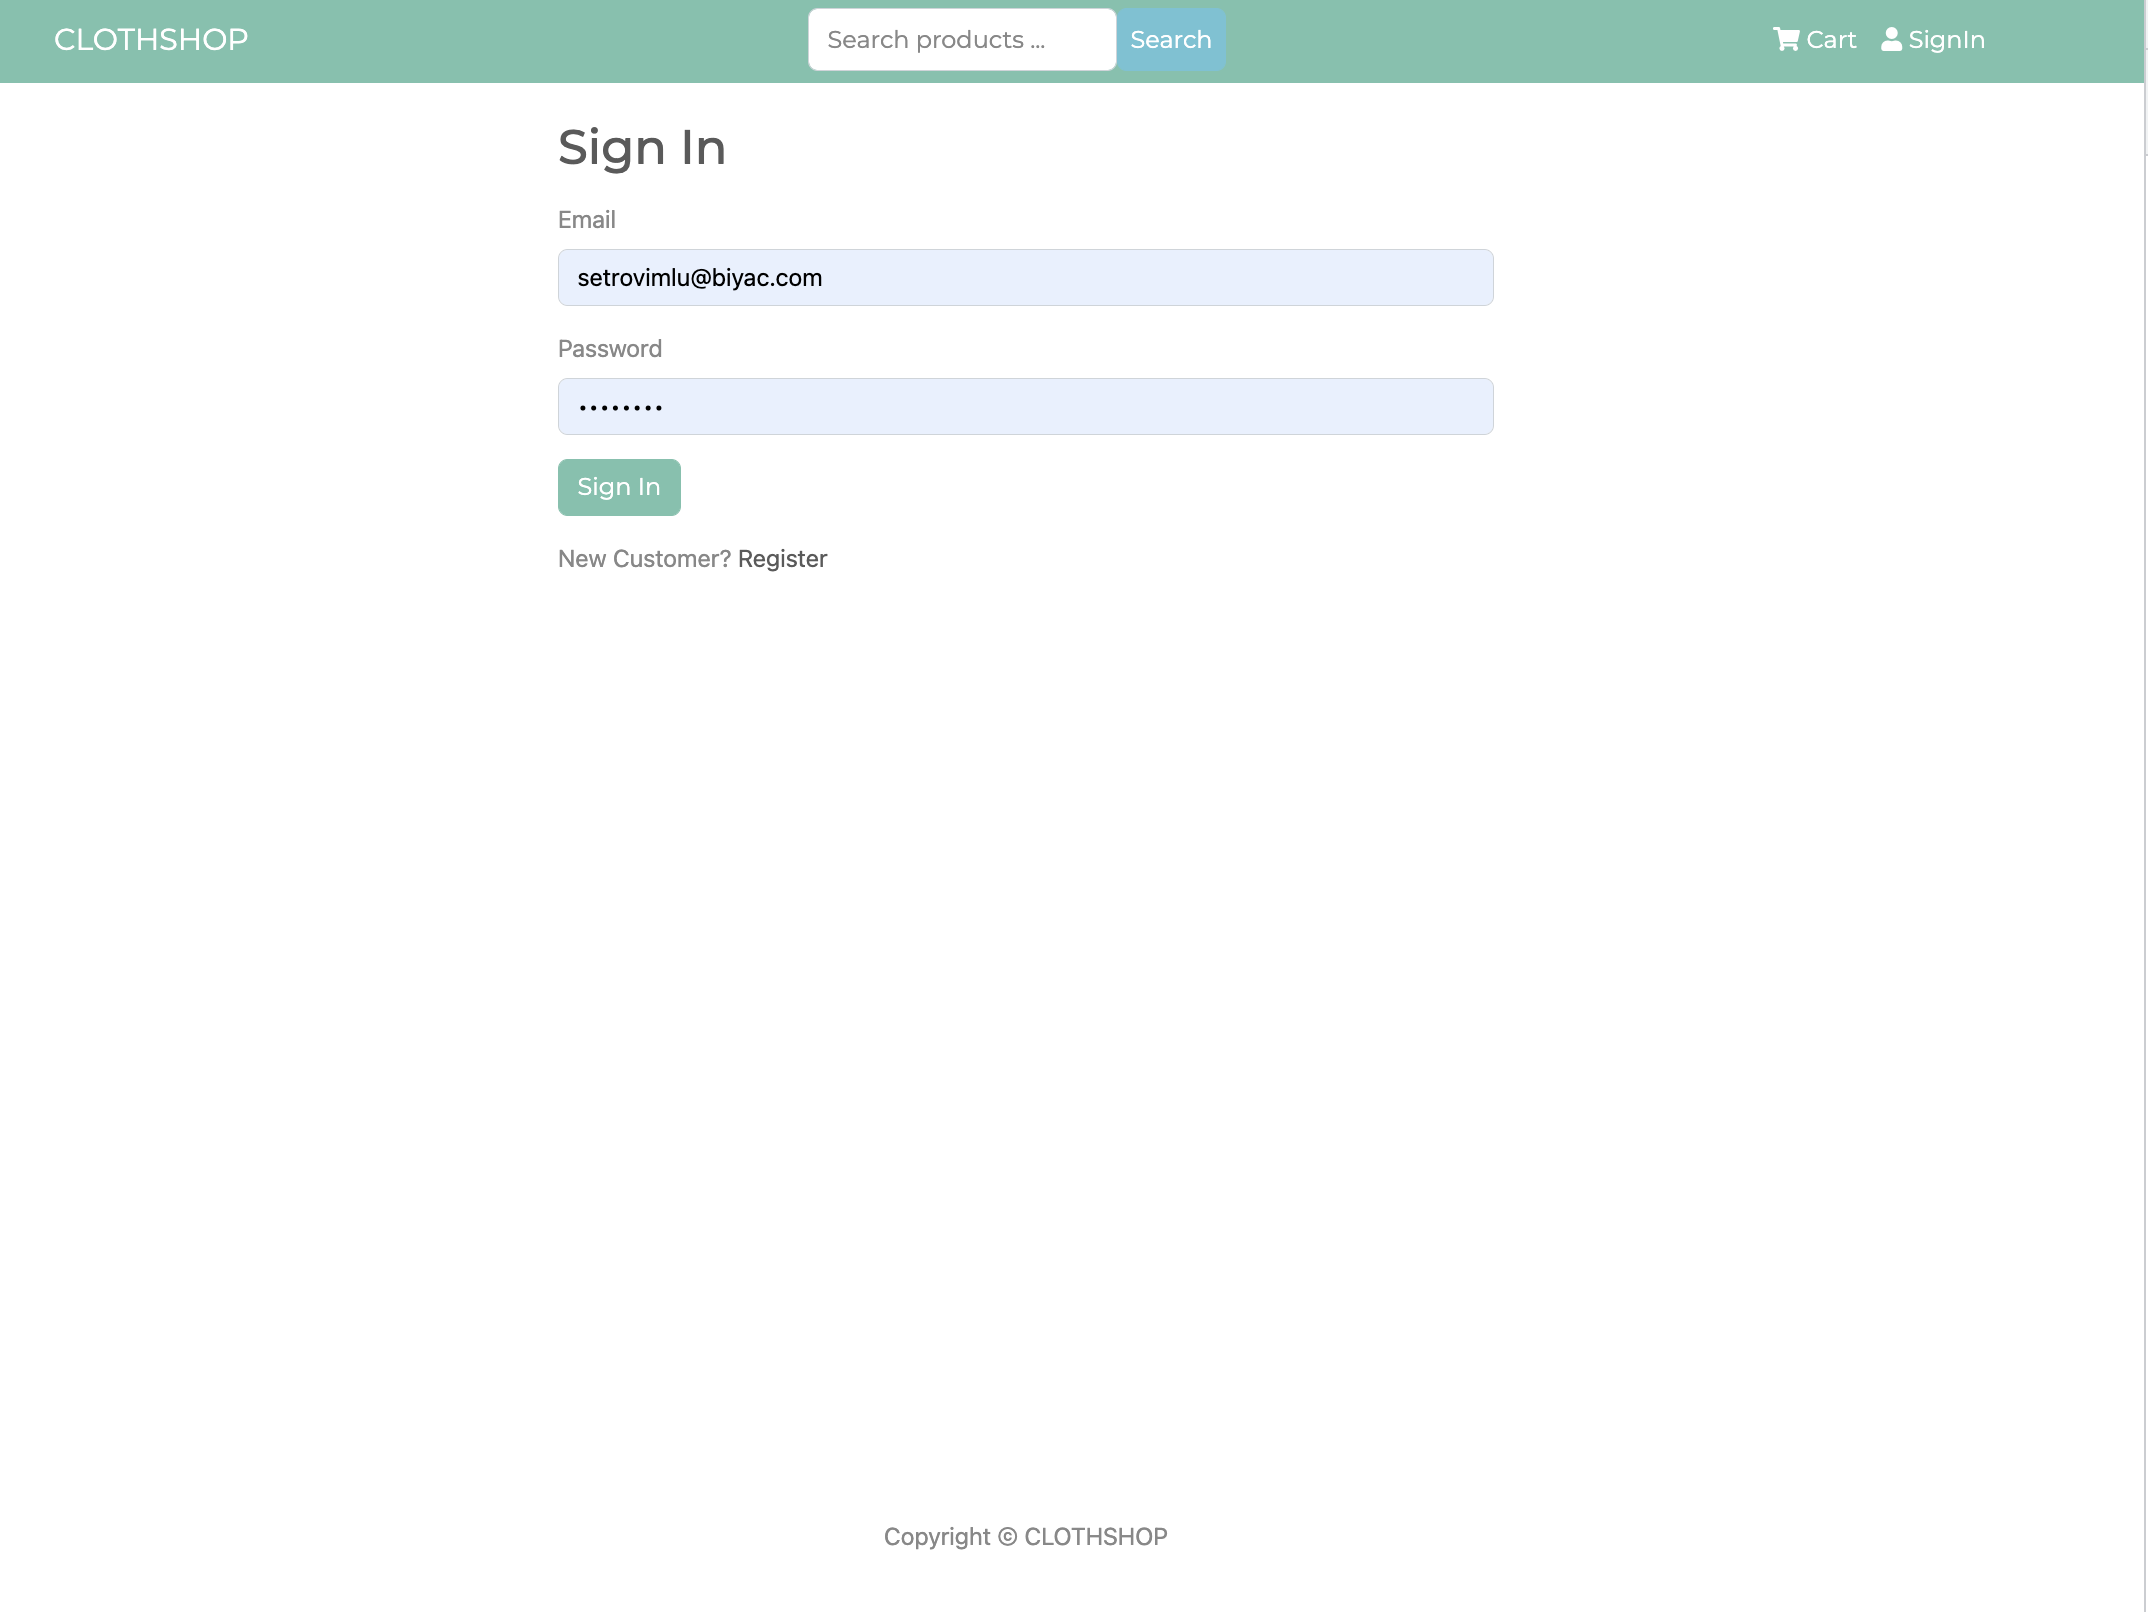 CLOTHSHOP
Search products ...
Search
Cart
SignIn
Sign In
Email
setrovimlu@biyac.com
Password
••••••••
Sign In
New Customer? Register
Copyright © CLOTHSHOP